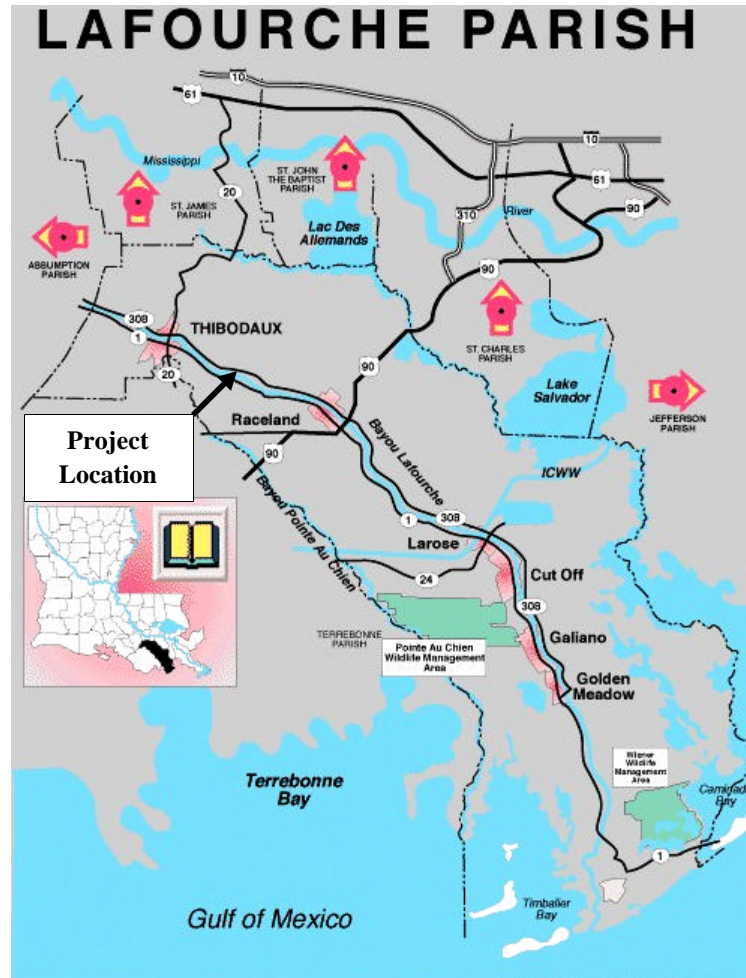 LAFOURCHE PARISH
10
61
Mississippi
ST. JOHN
THE BAPTIST
PARISH
10
20
ST. JAMES
PARISH
61
310
River
90
Lac Des
Allemands
ABBUMPTION
PARISH
90
308
THIBODAUX
1
ST. CHARLES
PARISH
20
90
Lake
Salvador
JEFFERSON
PARISH
Raceland
Project
Location
90
Bayou Lafourche
ICWW
Bayou Pointe Au Chien
1
308
Larose
24
Cut Off
308
TERREBONNE
PARISH
Pointe Au Chien
Wildlife Management
Area
Galiano
Golden
Meadow
Wisner
Wildlife
Management
Area
Caminada
Bay
Terrebonne
Bay
1
Timbalier
Bay
Gulf of Mexico